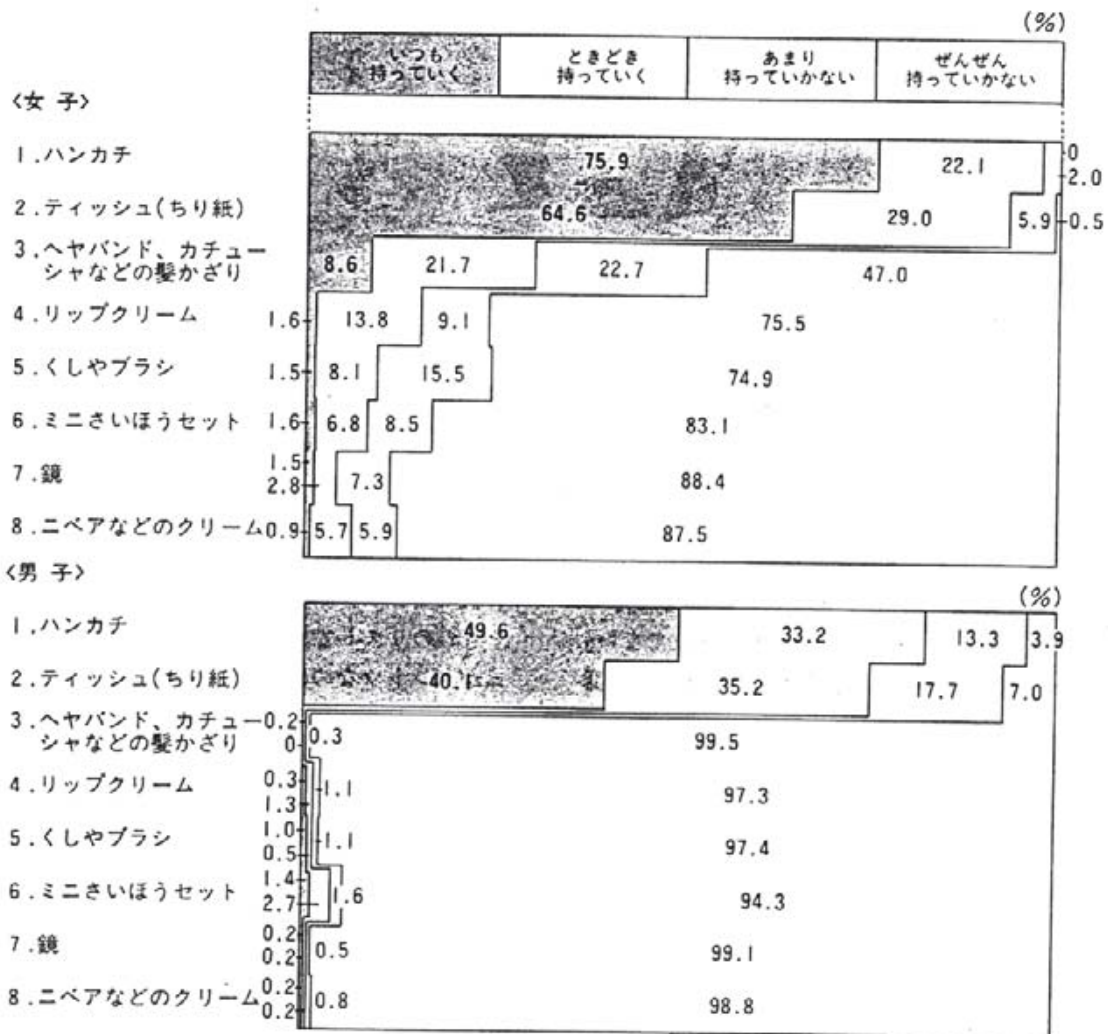 (%)
いつも 持っていく ときどき 持っていく あまり 持っていかない ぜんぜん 持っていかない
〈女 子〉
1.ハンカチ 75.9 22.1 0 2.0
2.ティッシュ(ちり紙) 64.6 29.0 5.9 0.5
3.ヘヤバンド、カチュー
シャなどの髪かざり 8.6 21.7 22.7 47.0
4.リップクリーム 1.6 13.8 9.1 75.5
5.くしやブラシ 1.5 8.1 15.5 74.9
6.ミニさいほうセット 1.6 6.8 8.5 83.1
7.鏡 1.5 2.8 7.3 88.4
8.ニベアなどのクリーム 0.9 5.7 5.9 87.5
〈男 子〉
(%)
1.ハンカチ 49.6 33.2 13.3 3.9
2.ティッシュ(ちり紙) 40.1 35.2 17.7 7.0
3.ヘヤバンド、カチュー
シャなどの髪かざり 0.2 0 0.3 99.5
4.リップクリーム 0.3 1.3 1.1 97.3
5.くしやブラシ 1.0 0.5 1.1 97.4
6.ミニさいほうセット 1.4 2.7 1.6 94.3
7.鏡 0.2 0.2 0.5 99.1
8.ニベアなどのクリーム 0.2 0.2 0.8 98.8